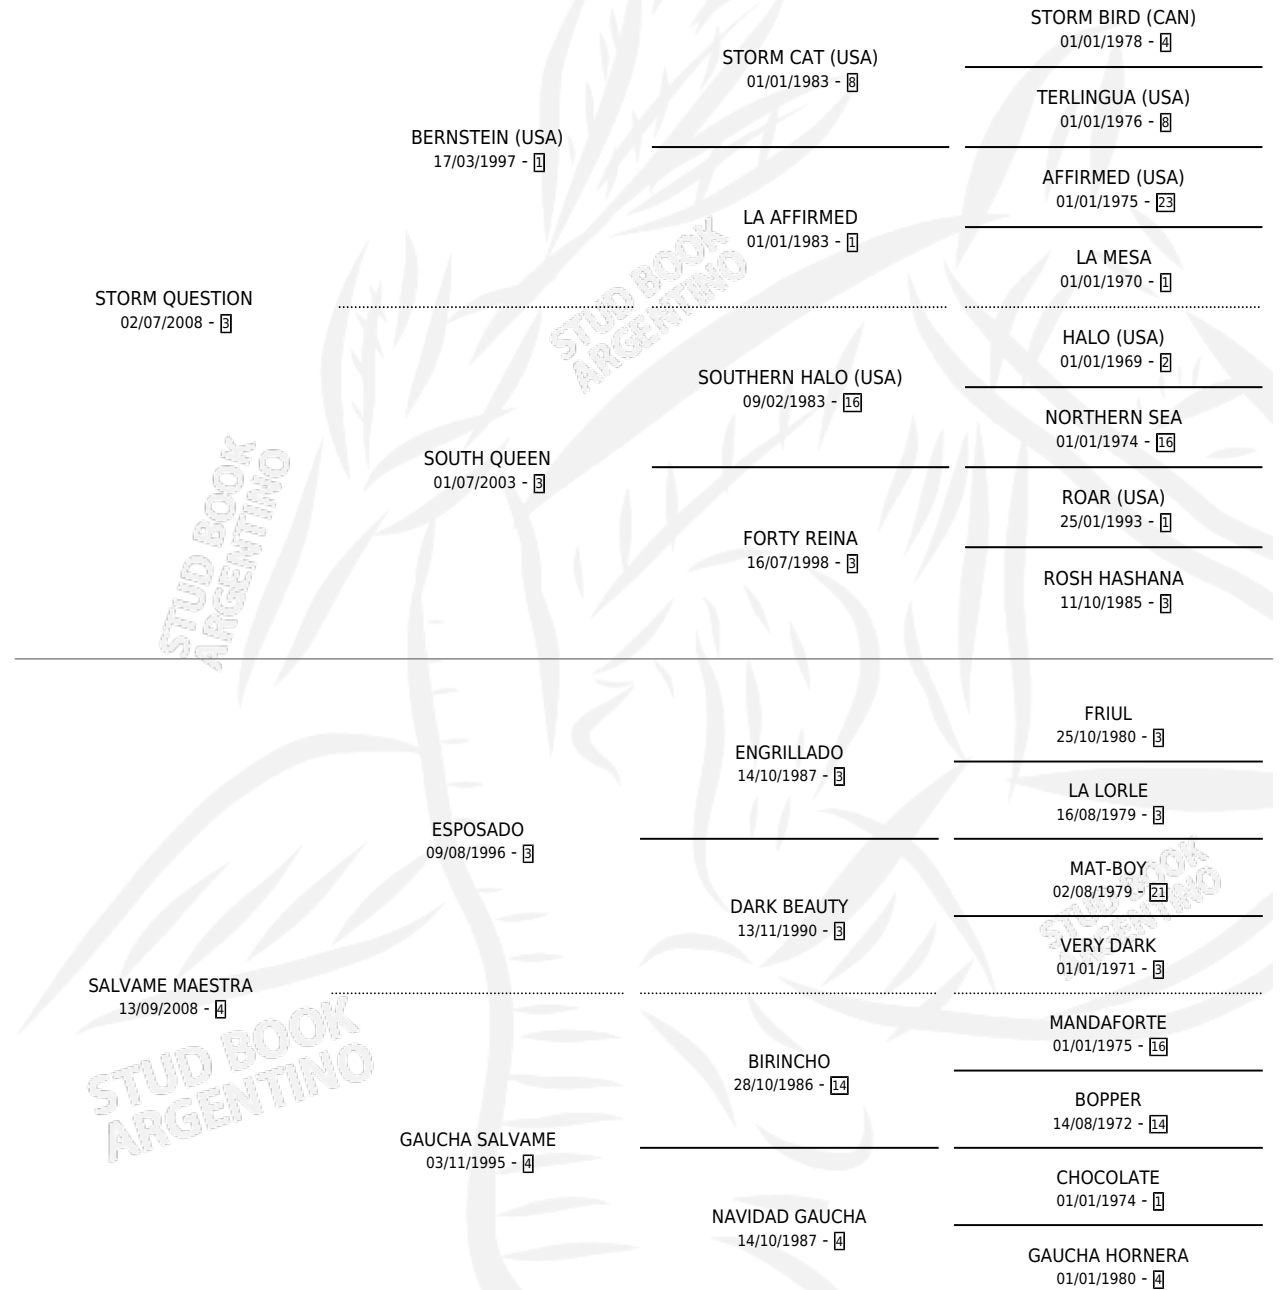 STORM BIRD (CAN)
01/01/1978 - 4
STORM CAT (USA)
01/01/1983 - 8
TERLINGUA (USA)
01/01/1976 - 8
BERNSTEIN (USA)
17/03/1997 - 1
AFFIRMED (USA)
01/01/1975 - 23
LA AFFIRMED
01/01/1983 - 1
LA MESA
01/01/1970 - 1
STORM QUESTION
02/07/2008 - 3
HALO (USA)
01/01/1969 - 2
SOUTHERN HALO (USA)
09/02/1983 - 16
NORTHERN SEA
01/01/1974 - 16
SOUTH QUEEN
01/07/2003 - 3
ROAR (USA)
25/01/1993 - 1
FORTY REINA
16/07/1998 - 3
ROSH HASHANA
11/10/1985 - 3
STUD BOOK
ARGENTINO
STUD BOOK
ARGENTINO
FRIUL
25/10/1980 - 3
ENGRILLADO
14/10/1987 - 3
LA LORLE
16/08/1979 - 3
ESPOSADO
09/08/1996 - 3
MAT-BOY
02/08/1979 - 21
DARK BEAUTY
13/11/1990 - 3
VERY DARK
01/01/1971 - 3
SALVAME MAESTRA
13/09/2008 - 4
MANDAFORTE
01/01/1975 - 16
BIRINCHO
28/10/1986 - 14
BOPPER
14/08/1972 - 14
GAUCHA SALVAME
03/11/1995 - 4
CHOCOLATE
01/01/1974 - 1
NAVIDAD GAUCHA
14/10/1987 - 4
GAUCHA HORNERA
01/01/1980 - 4
STUD BOOK
ARGENTINO
STUD BOOK
ARGENTINO